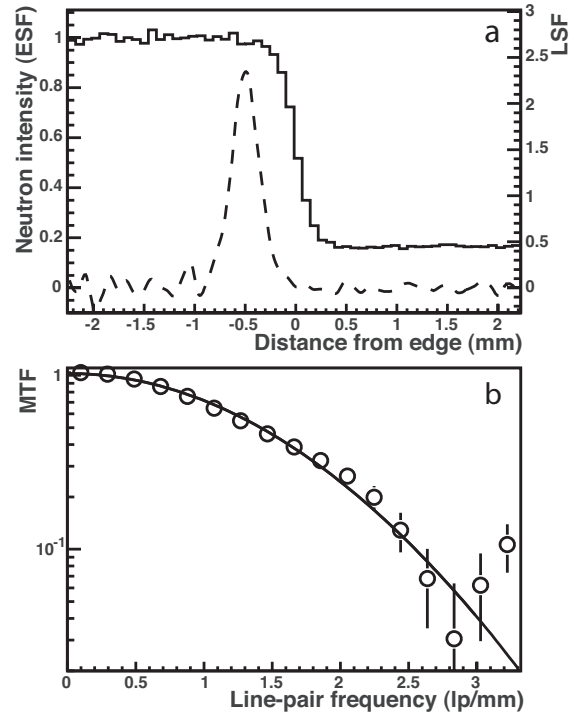 a
Neutron intensity (ESF)
1
0.8
0.6
0.4
0.2
0
3
2.5
2
1.5
1
0.5
0
LSF
-2 -1.5 -1 -0.5 0 0.5 1 1.5 2
Distance from edge (mm)
b
MTF
1
10-1
0 0.5 1 1.5 2 2.5 3
Line-pair frequency (lp/mm)